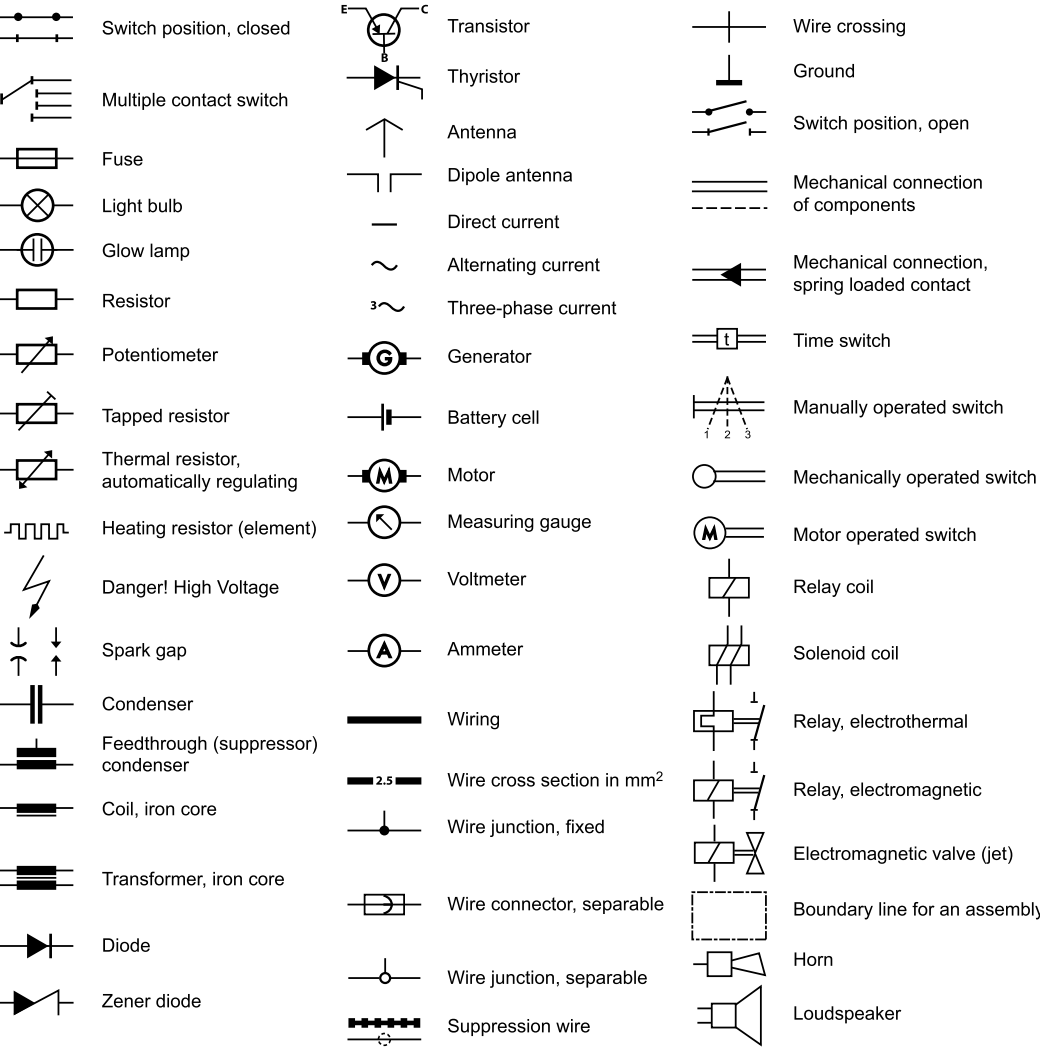 Switch position, closed
Multiple contact switch
Fuse
Light bulb
Glow lamp
Resistor
Potentiometer
Tapped resistor
Thermal resistor,
automatically regulating
Heating resistor (element)
Danger! High Voltage
Spark gap
Condenser
Feedthrough (suppressor)
condenser
Coil, iron core
Transformer, iron core
Diode
Zener diode
E C
B
Transistor
Thyristor
Antenna
Dipole antenna
Direct current
Alternating current
3
Three-phase current
G
Generator
Battery cell
M
Motor
Measuring gauge
V
Voltmeter
A
Ammeter
Wiring
2.5
Wire cross section in mm²
Wire junction, fixed
Wire connector, separable
Wire junction, separable
Suppression wire
Wire crossing
Ground
Switch position, open
Mechanical connection
of components
Mechanical connection,
spring loaded contact
t
Time switch
Manually operated switch
1 2 3
Mechanically operated switch
M
Motor operated switch
Relay coil
Solenoid coil
Relay, electrothermal
Relay, electromagnetic
Electromagnetic valve (jet)
Boundary line for an assembly
Horn
Loudspeaker